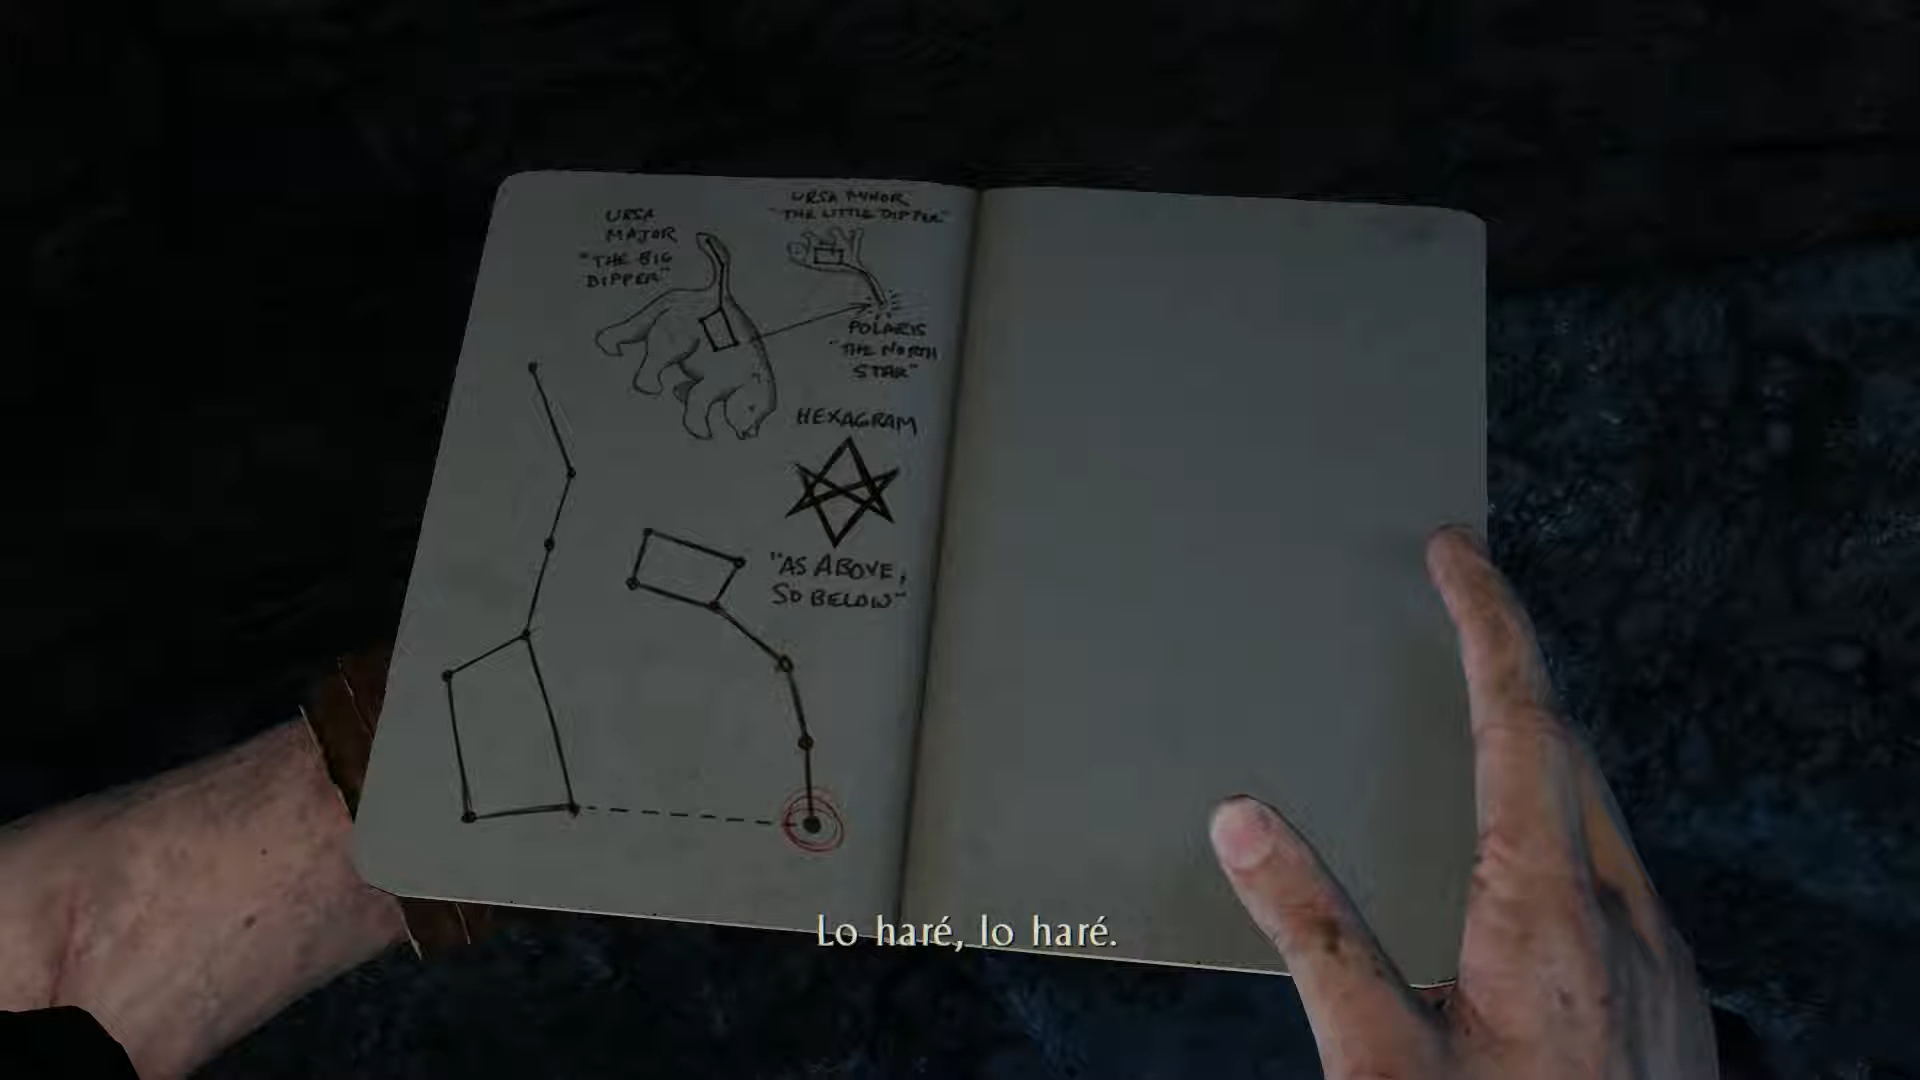 URSA
MAJOR
"THE BIG
DIPPER"
URSA MINOR
"THE LITTLE DIPPER"
POLARIS
"THE NORTH
STAR"
HEXAGRAM
"AS ABOVE,
SO BELOW"
Lo haré, lo haré.